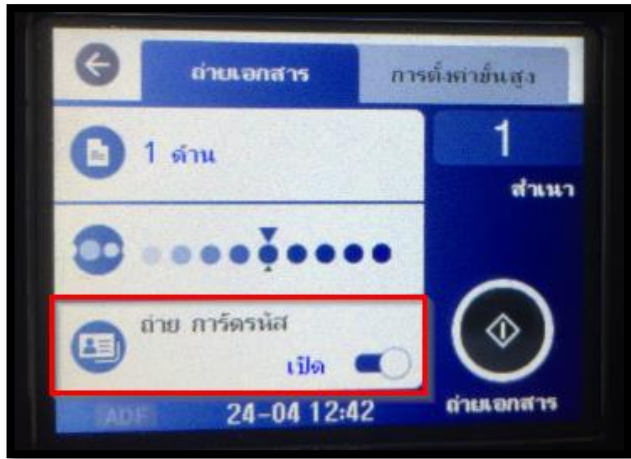 ถ่ายเอกสาร
การตั้งค่าขั้นสูง
1 ด้าน
1
สำเนา
ถ่าย การ์ดรหัส
เปิด
ADF
24-04 12:42
ถ่ายเอกสาร